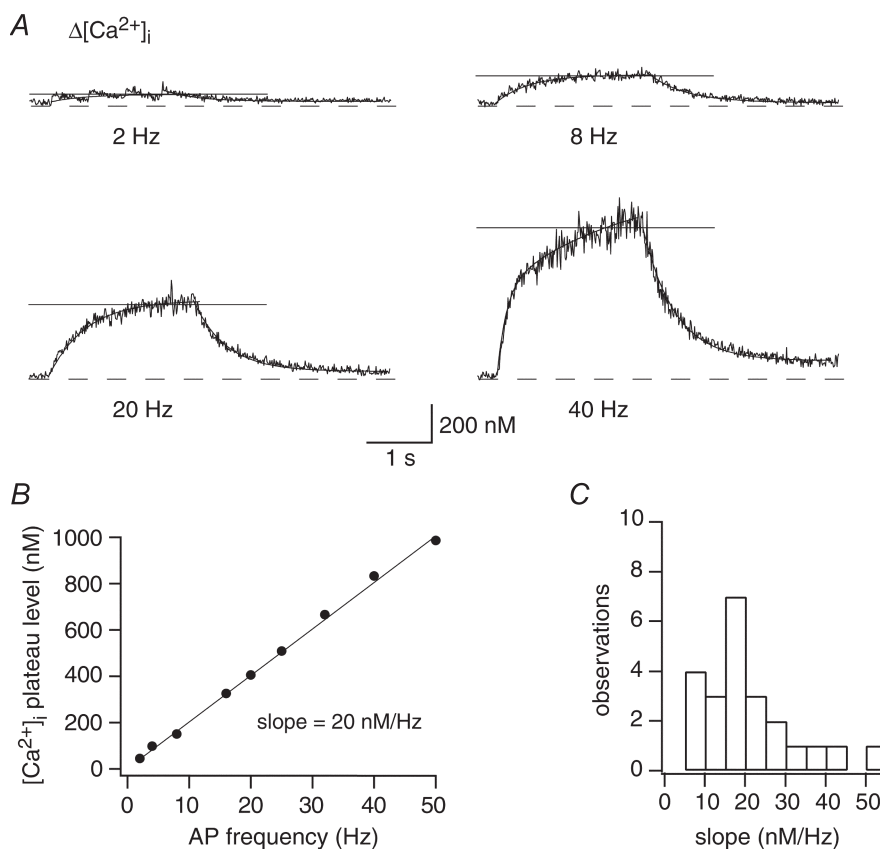 A
Δ[Ca²⁺]ᵢ
2 Hz
8 Hz
20 Hz
40 Hz
200 nM
1 s
B
[Ca²⁺]ᵢ plateau level (nM)
1000
800
600
400
200
0
slope = 20 nM/Hz
0 10 20 30 40 50
AP frequency (Hz)
C
observations
10
8
6
4
2
0
0 10 20 30 40 50
slope (nM/Hz)